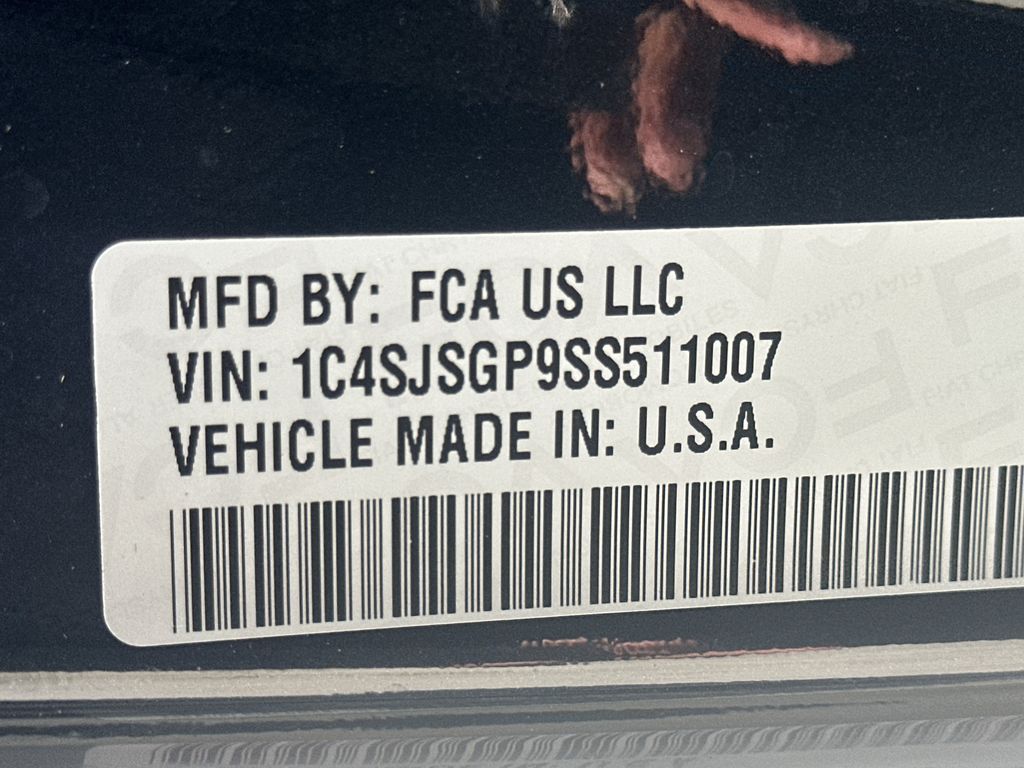 MFD BY: FCA US LLC
VIN: 1C4SJSGP9SS511007
VEHICLE MADE IN: U.S.A.